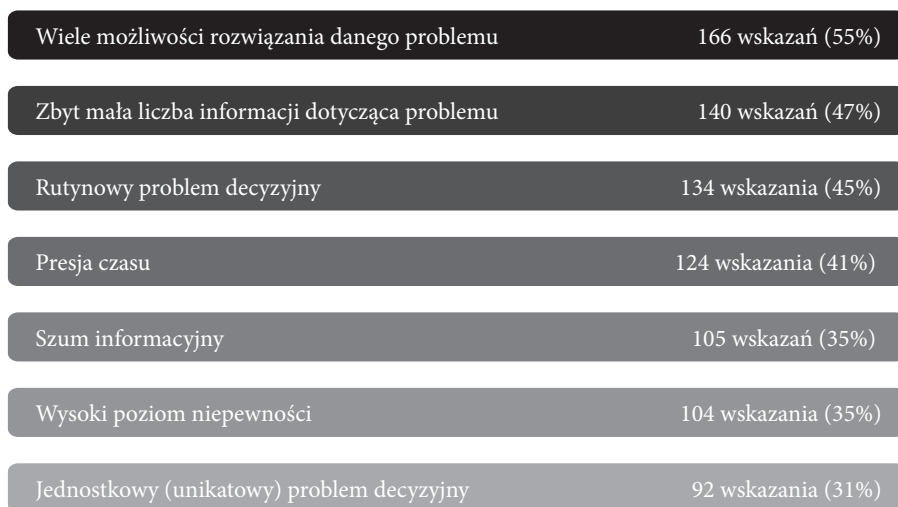 Wiele możliwości rozwiązania danego problemu 166 wskazań (55%)
Zbyt mała liczba informacji dotycząca problemu 140 wskazań (47%)
Rutynowy problem decyzyjny 134 wskazania (45%)
Presja czasu 124 wskazania (41%)
Szum informacyjny 105 wskazań (35%)
Wysoki poziom niepewności 104 wskazania (35%)
Jednostkowy (unikatowy) problem decyzyjny 92 wskazania (31%)